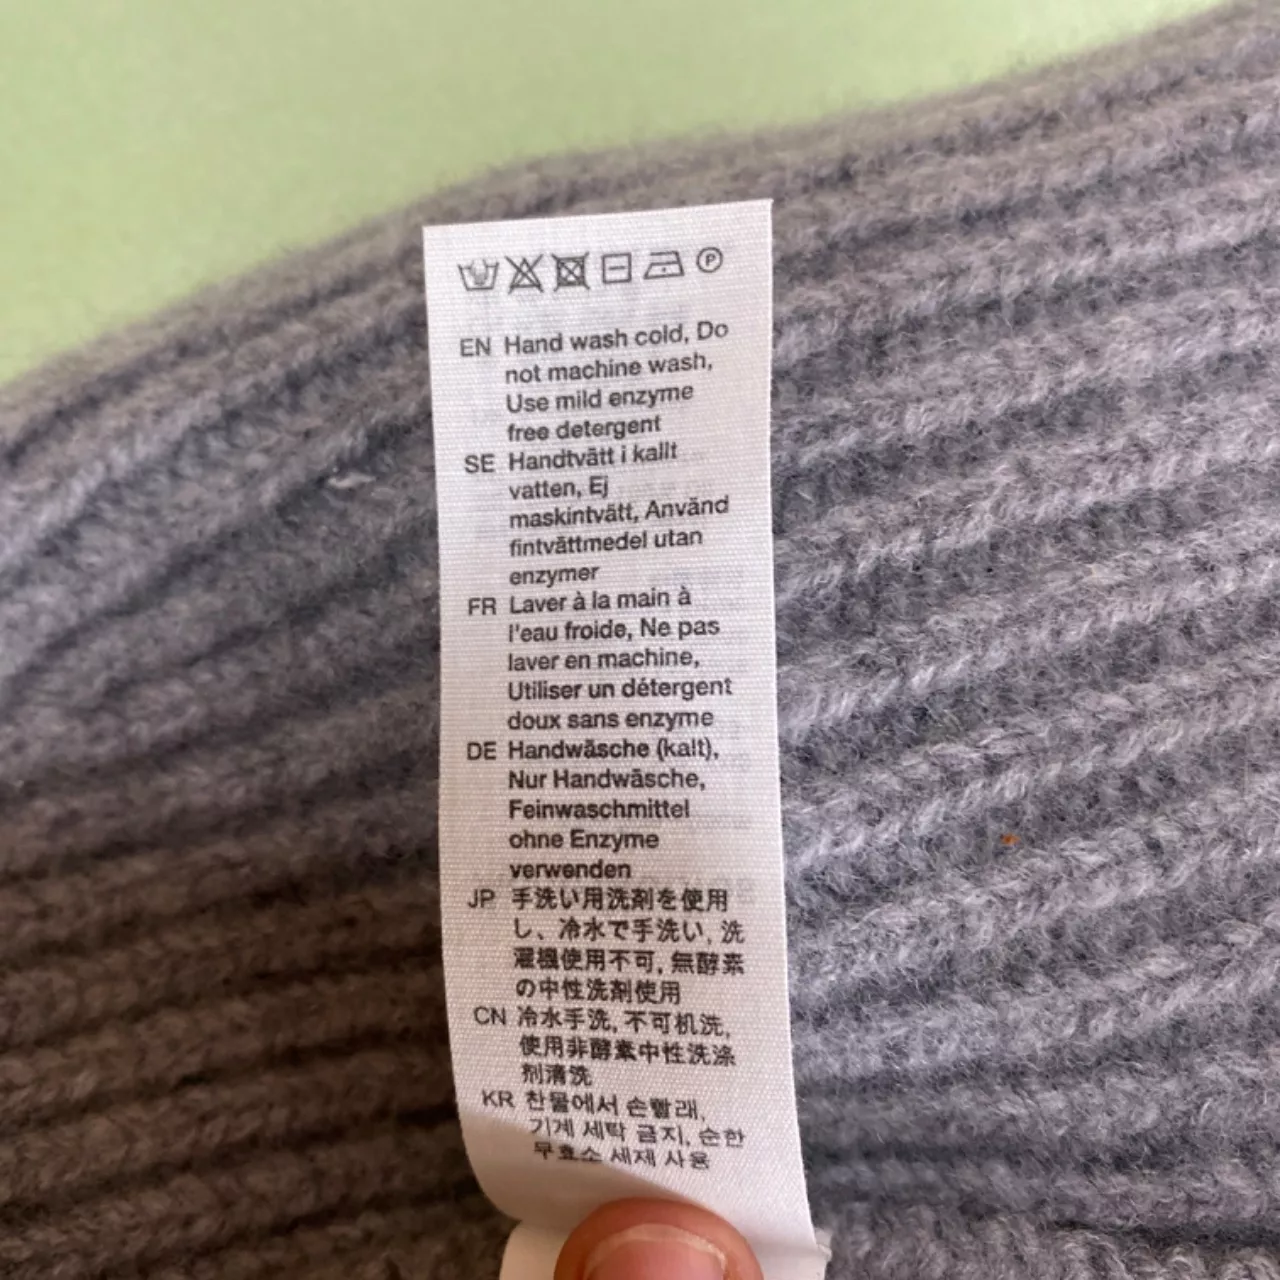 P
EN Hand wash cold, Do
not machine wash,
Use mild enzyme
free detergent
SE Handtvätt i kallt
vatten, Ej
maskintvätt, Använd
fintvättmedel utan
enzymer
FR Laver à la main à
l'eau froide, Ne pas
laver en machine,
Utiliser un détergent
doux sans enzyme
DE Handwäsche (kalt),
Nur Handwäsche,
Feinwaschmittel
ohne Enzyme
verwenden
JP 手洗い用洗剤を使用
し、冷水で手洗い, 洗
濯機使用不可, 無酵素
の中性洗剤使用
CN 冷水手洗, 不可机洗,
使用非酵素中性洗涤
剂清洗
KR 찬물에서 손빨래,
기계 세탁 금지, 순한
무효소 세제 사용